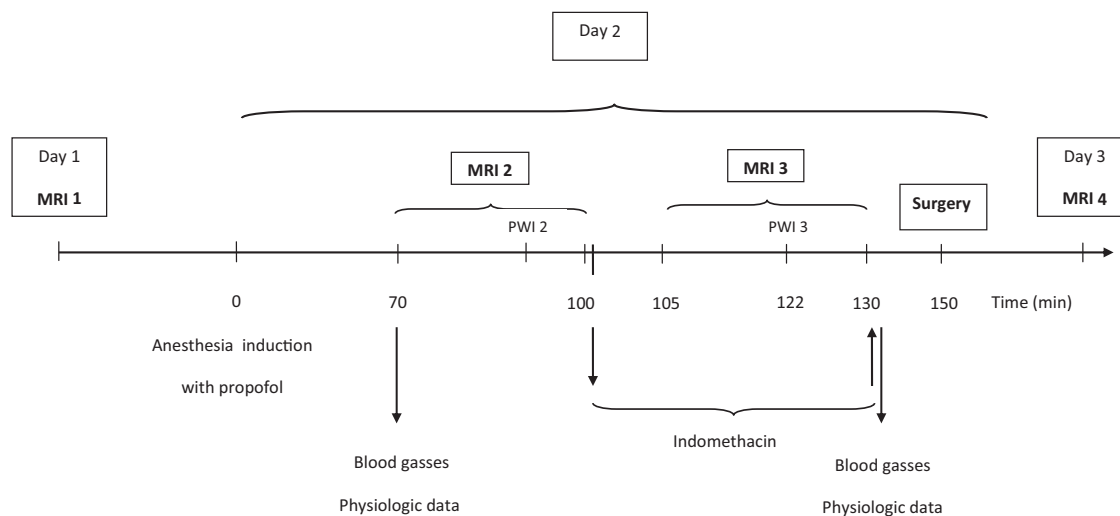 Day 2
Day 1
MRI 1
MRI 2
MRI 3
Surgery
Day 3
MRI 4
PWI 2
PWI 3
0
70
100
105
122
130
150
Time (min)
Anesthesia induction
with propofol
Indomethacin
Blood gasses
Physiologic data
Blood gasses
Physiologic data